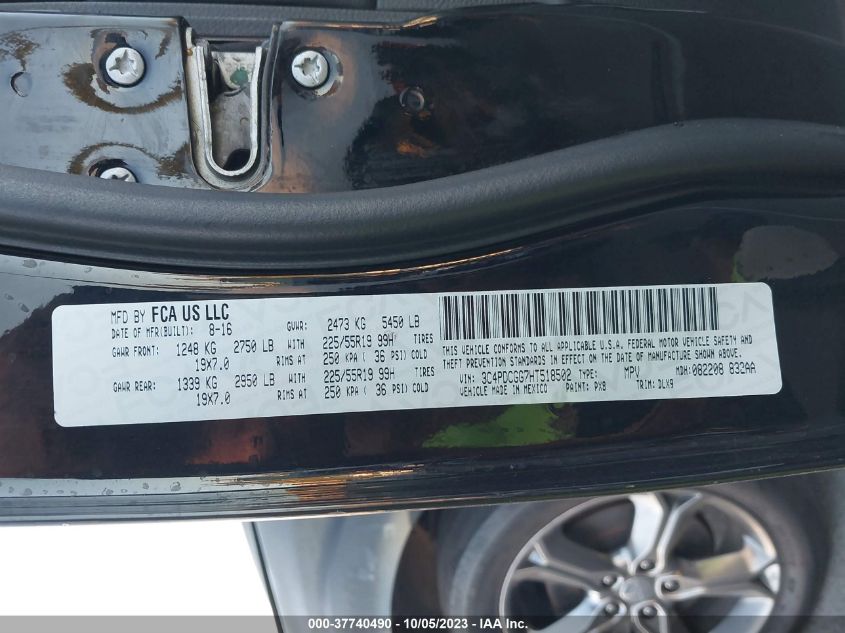 MFD BY FCA US LLC
DATE OF MFR(BUILT): 8-16 GVWR: 2473 KG 5450 LB
GAWR FRONT: 1248 KG 2750 LB WITH 225/55R19 99H TIRES
19X7.0 RIMS AT 250 KPA ( 36 PSI) COLD
GAWR REAR: 1339 KG 2950 LB WITH 225/55R19 99H TIRES
19X7.0 RIMS AT 250 KPA ( 36 PSI) COLD
THIS VEHICLE CONFORMS TO ALL APPLICABLE U.S.A. FEDERAL MOTOR VEHICLE SAFETY AND
THEFT PREVENTION STANDARDS IN EFFECT ON THE DATE OF MANUFACTURE SHOWN ABOVE.
VIN: 3C4PDCGG7HT518502 TYPE: MPV MDH: 082208 832AA
VEHICLE MADE IN MEXICO PAINT: PX8 TRIM: DLX9
000-37740490 - 10/05/2023 - IAA Inc.